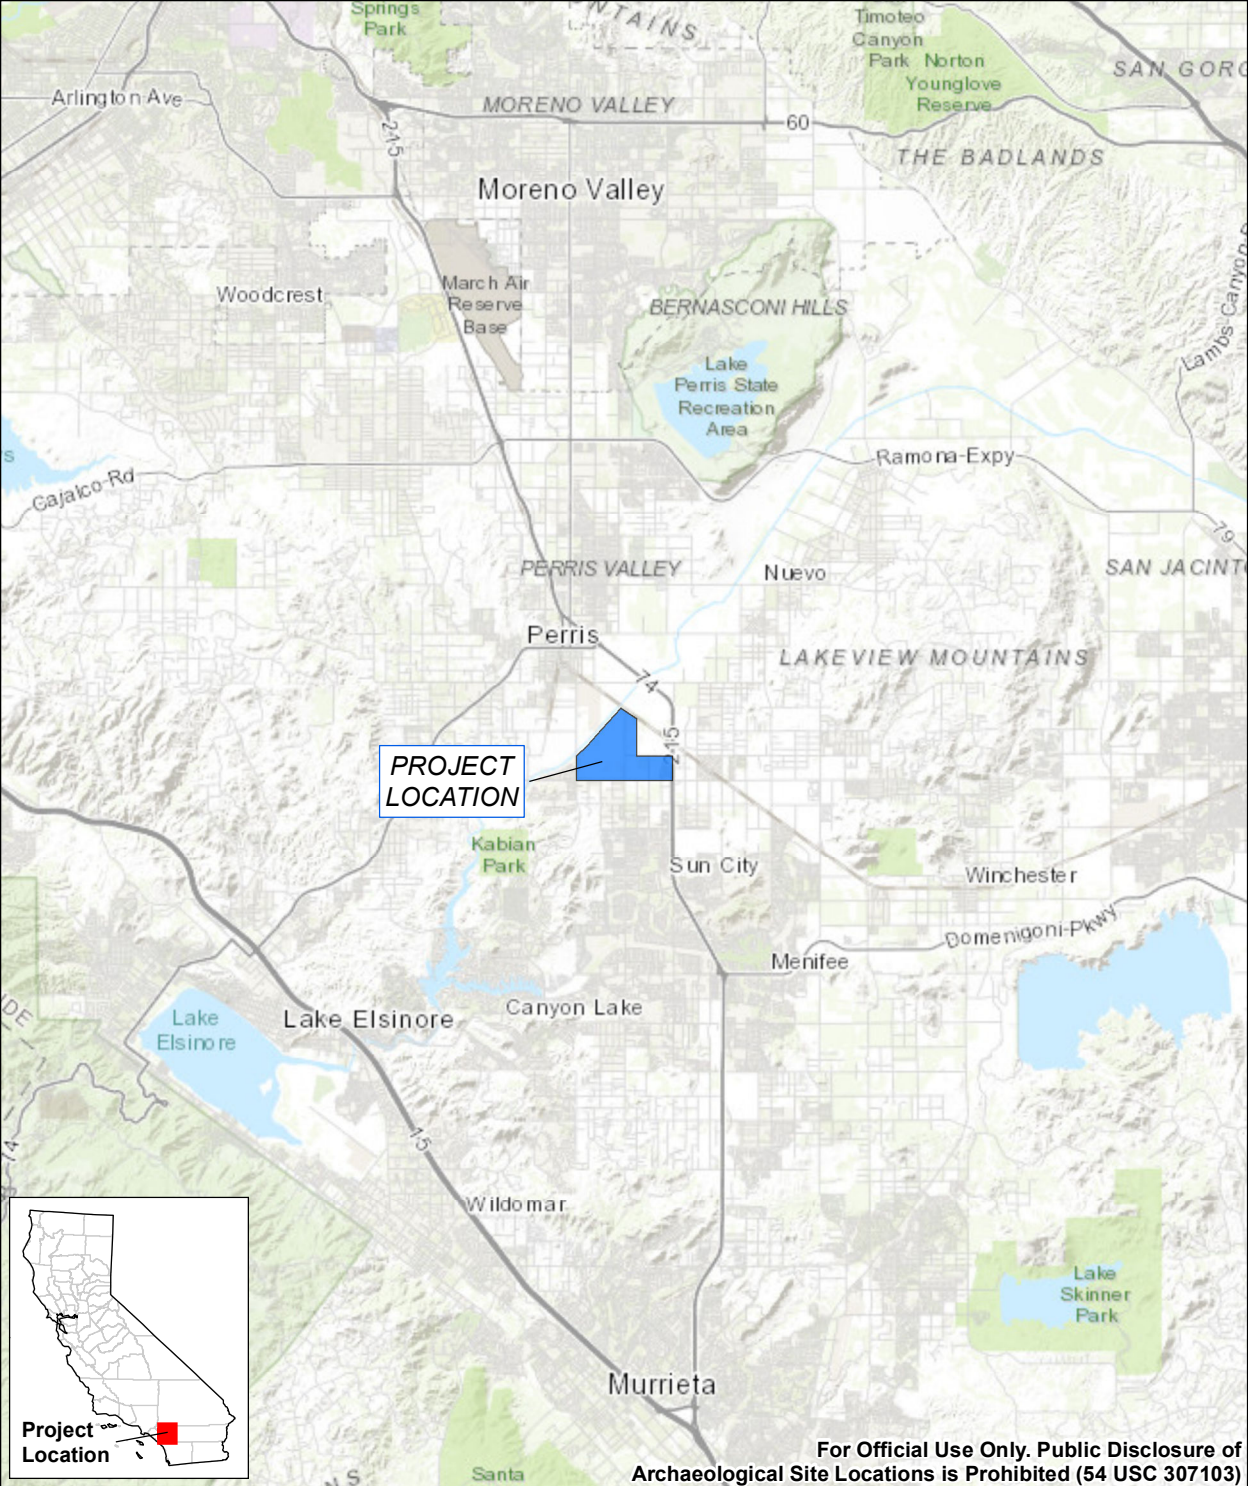 Springs
Park
NTAINS
Timoteo
Canyon
Park
Norton
Younglove
Reserve
SAN GORG
Arlington Ave
MORENO VALLEY
60
215
THE BADLANDS
Moreno Valley
Woodcrest
March Air
Reserve
Base
BERNASCONI HILLS
Lambs Canyon
Lake
Perris State
Recreation
Area
s
Cajalco-Rd
Ramona-Expy
79
PERRIS VALLEY
Nuevo
SAN JACINTO
Perris
LAKEVIEW MOUNTAINS
74
215
PROJECT
LOCATION
Kabian
Park
Sun City
Winchester
Domenigoni-Pkwy
Menifee
Canyon Lake
IDE
Lake
Elsinore
Lake Elsinore
15
74
Wildomar
Lake
Skinner
Park
Murrieta
Santa
N S
Project
Location
For Official Use Only. Public Disclosure of
Archaeological Site Locations is Prohibited (54 USC 307103)